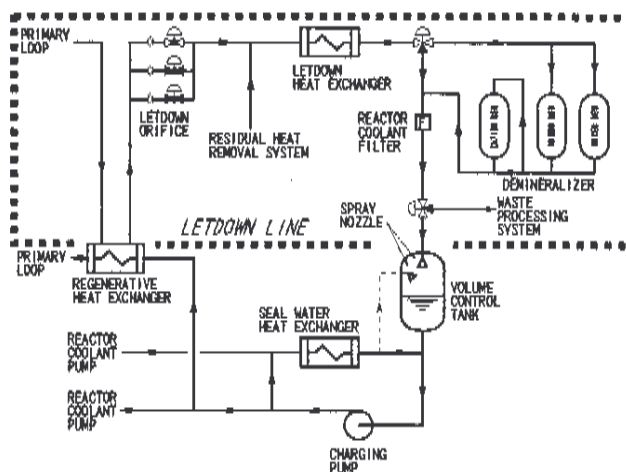 PRIMARY
LOOP
LETDOWN
ORIFICE
RESIDUAL HEAT
REMOVAL SYSTEM
LETDOWN
HEAT EXCHANGER
REACTOR
COOLANT
FILTER
F
DEMINERALIZER
LETDOWN LINE
SPRAY
NOZZLE
WASTE
PROCESSING
SYSTEM
PRIMARY
LOOP
REGENERATIVE
HEAT EXCHANGER
VOLUME
CONTROL
TANK
SEAL WATER
HEAT EXCHANGER
REACTOR
COOLANT
PUMP
REACTOR
COOLANT
PUMP
CHARGING
PUMP